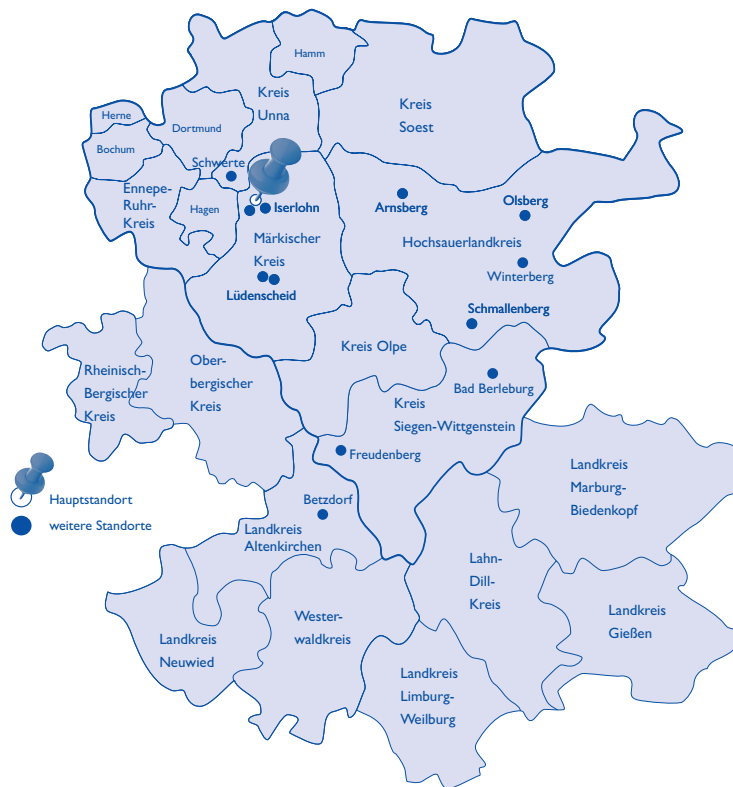 Hamm
Kreis
Unna
Kreis
Soest
Herne
Dortmund
Bochum
Schwerte
Ennepe-
Ruhr-
Kreis
Hagen
Iserlohn
Arnsberg
Olsberg
Märkischer
Kreis
Hochsauerlandkreis
Winterberg
Lüdenscheid
Schmallenberg
Kreis Olpe
Rheinisch-
Bergischer
Kreis
Ober-
bergischer
Kreis
Bad Berleburg
Kreis
Siegen-Wittgenstein
Freudenberg
Landkreis
Marburg-
Biedenkopf
Hauptstandort
weitere Standorte
Betzdorf
Landkreis
Altenkirchen
Lahn-
Dill-
Kreis
Landkreis
Gießen
Wester-
waldkreis
Landkreis
Neuwied
Landkreis
Limburg-
Weilburg